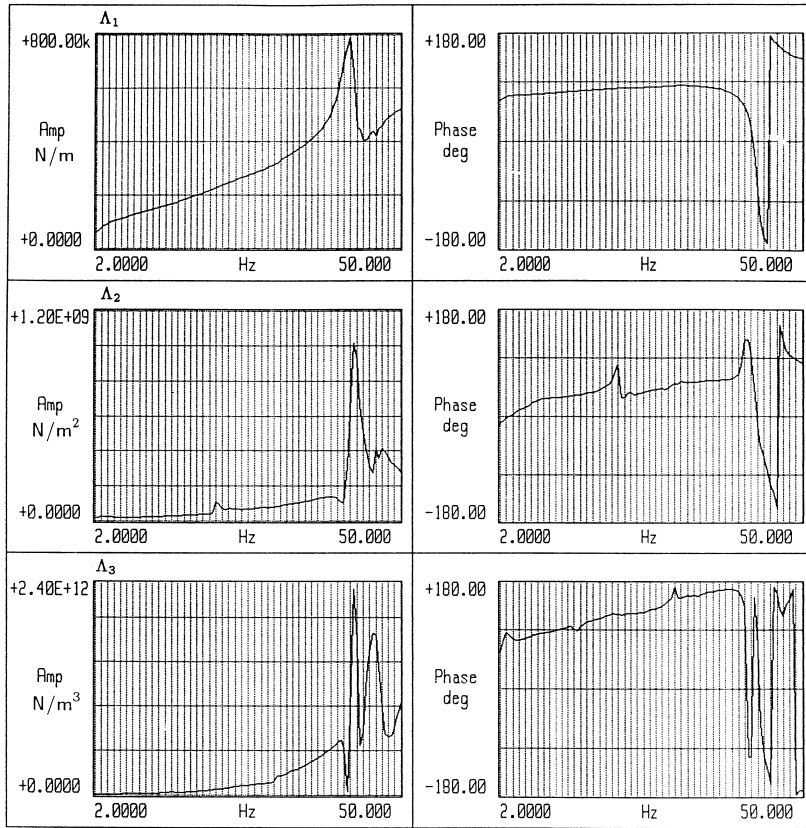 Λ₁
+800.00k
Amp
N/m
+0.0000
2.0000 Hz 50.000
+180.00
Phase
deg
-180.00
2.0000 Hz 50.000
Λ₂
+1.20E+09
Amp
N/m²
+0.0000
2.0000 Hz 50.000
+180.00
Phase
deg
-180.00
2.0000 Hz 50.000
Λ₃
+2.40E+12
Amp
N/m³
+0.0000
2.0000 Hz 50.000
+180.00
Phase
deg
-180.00
2.0000 Hz 50.000